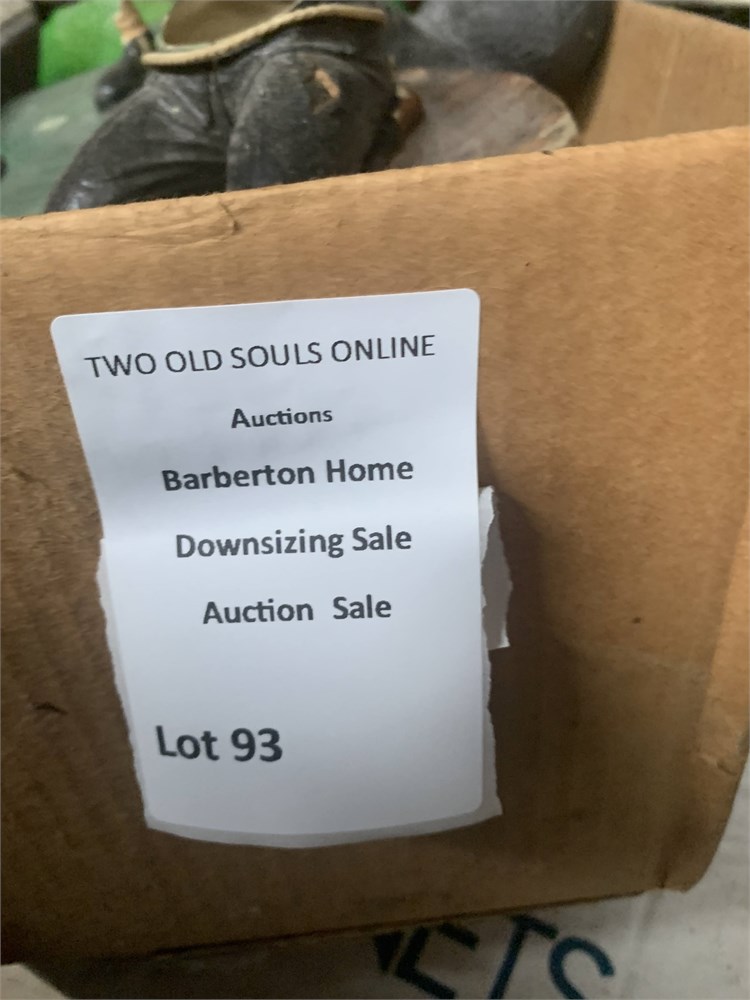 TWO OLD SOULS ONLINE
Auctions
Barberton Home
Downsizing Sale
Auction Sale
Lot 93